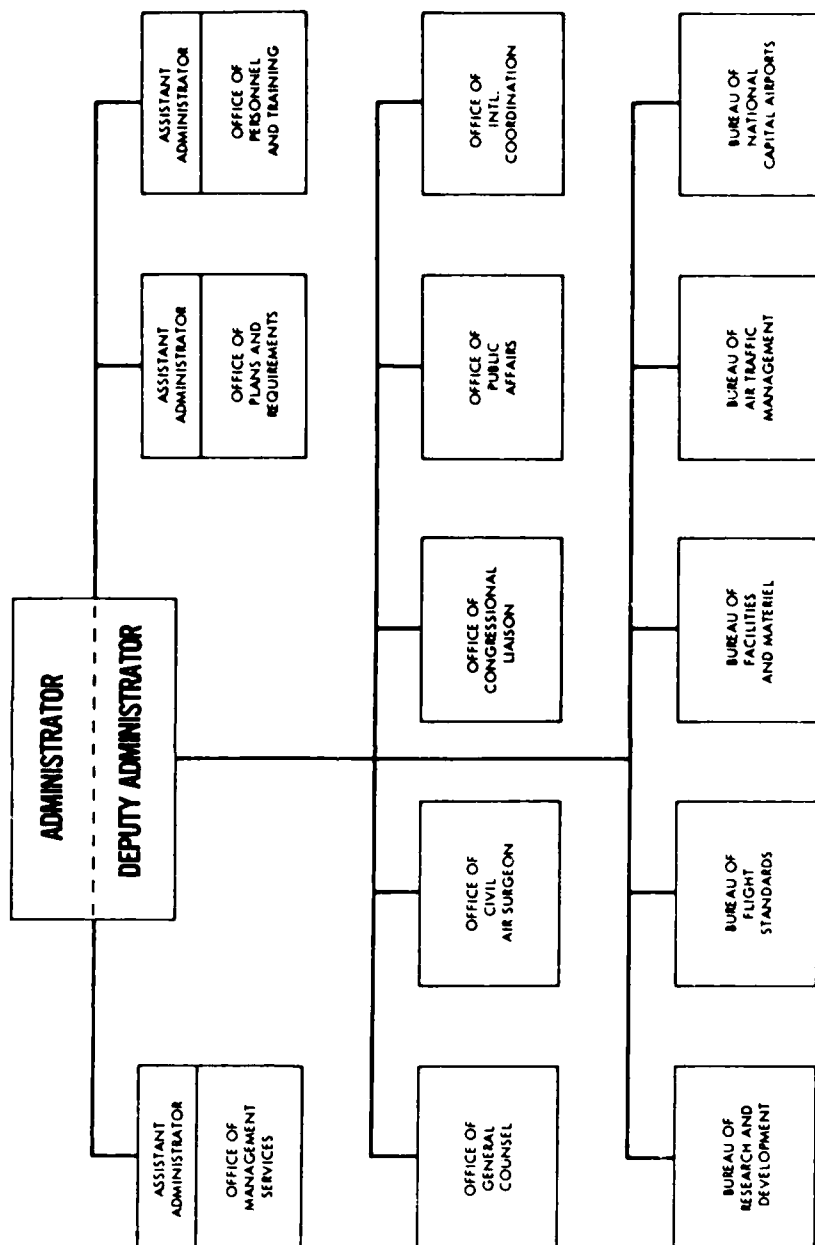 ADMINISTRATOR
DEPUTY ADMINISTRATOR
ASSISTANT
ADMINISTRATOR
OFFICE OF
MANAGEMENT
SERVICES
ASSISTANT
ADMINISTRATOR
OFFICE OF
PLANS AND
REQUIREMENTS
ASSISTANT
ADMINISTRATOR
OFFICE OF
PERSONNEL
AND TRAINING
OFFICE OF
GENERAL
COUNSEL
OFFICE OF
CIVIL
AIR SURGEON
OFFICE OF
CONGRESSIONAL
LIAISON
OFFICE OF
PUBLIC
AFFAIRS
OFFICE OF
INTL.
COORDINATION
BUREAU OF
RESEARCH AND
DEVELOPMENT
BUREAU OF
FLIGHT
STANDARDS
BUREAU OF
FACILITIES
AND MATERIEL
BUREAU OF
AIR TRAFFIC
MANAGEMENT
BUREAU OF
NATIONAL
CAPITAL AIRPORTS